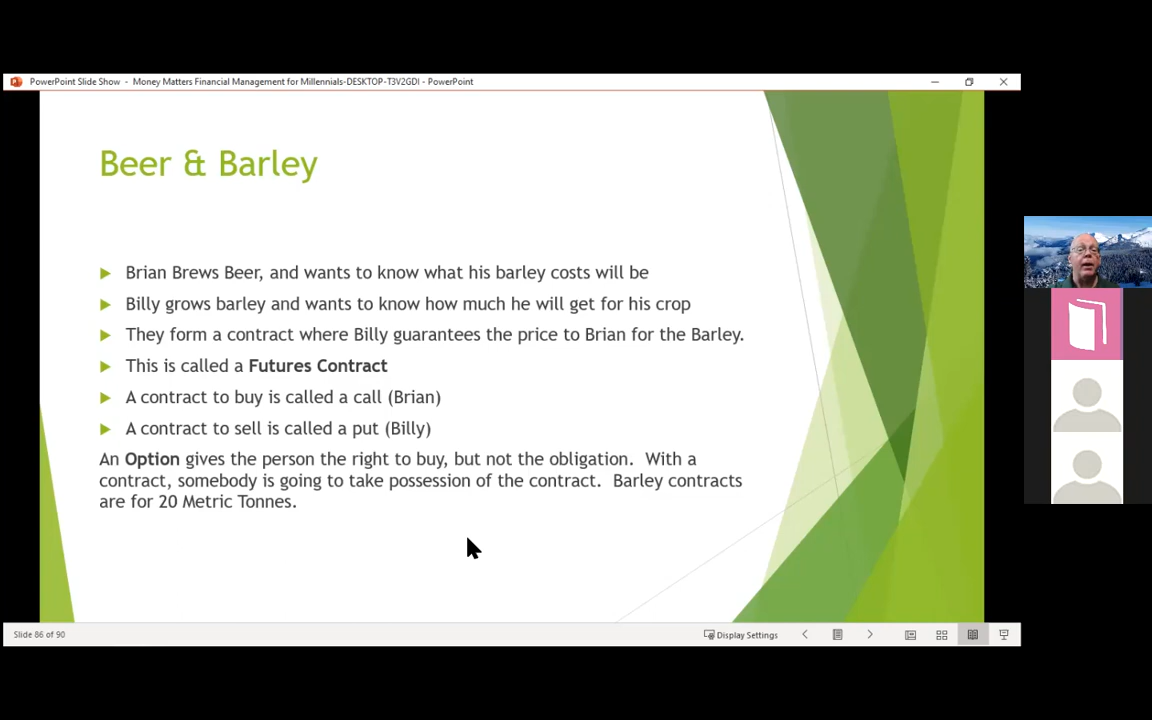 PowerPoint Slide Show - Money Matters Financial Management for Millennials-DESKTOP-T3V2GDI - PowerPoint
Beer & Barley
Brian Brews Beer, and wants to know what his barley costs will be
Billy grows barley and wants to know how much he will get for his crop
They form a contract where Billy guarantees the price to Brian for the Barley.
This is called a Futures Contract
A contract to buy is called a call (Brian)
A contract to sell is called a put (Billy)
An Option gives the person the right to buy, but not the obligation. With a
contract, somebody is going to take possession of the contract. Barley contracts
are for 20 Metric Tonnes.
Slide 86 of 90
Display Settings